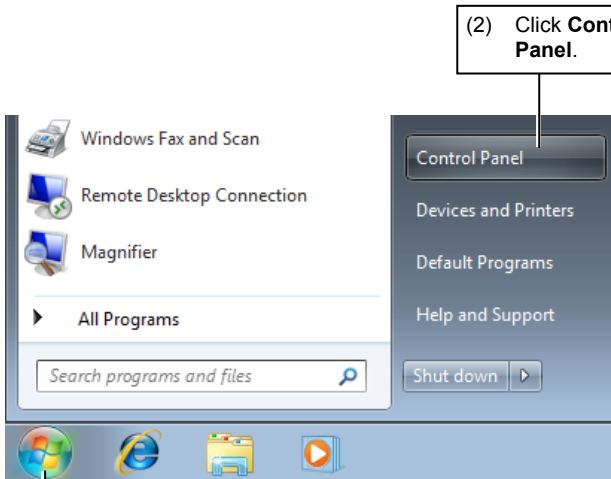 (2) Click Cont
Panel.
Windows Fax and Scan
Remote Desktop Connection
Magnifier
All Programs
Search programs and files
Control Panel
Devices and Printers
Default Programs
Help and Support
Shut down